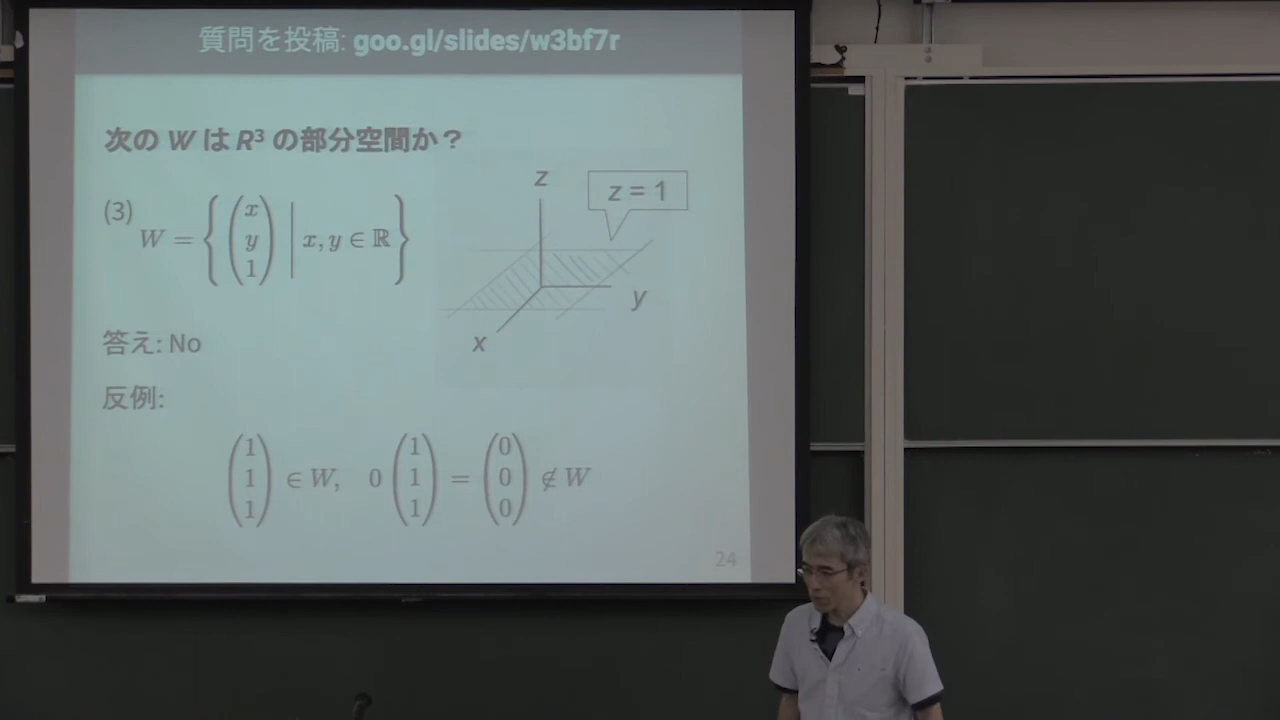 質問を投稿: goo.gl/slides/w3bf7r
次の W は R³ の部分空間か？
(3)
W = { ( x y 1 ) | x, y ∈ ℝ }
z
z = 1
y
x
答え: No
反例:
( 1 1 1 ) ∈ W, 0 ( 1 1 1 ) = ( 0 0 0 ) ∉ W
24